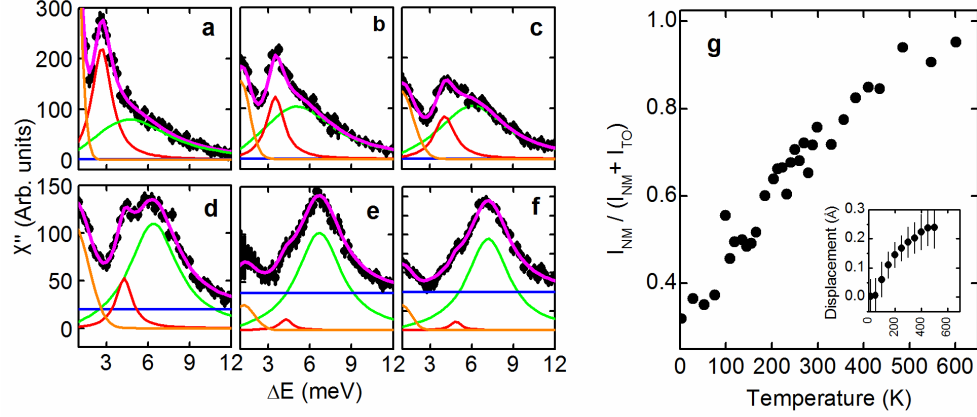 300
200
100
0
a
b
c
150
100
50
0
d
e
f
3 6 9 12
3 6 9 12
3 6 9 12
Χ" (Arb. units)
ΔE (meV)
g
1.0
0.8
0.6
0.4
I_NM / (I_NM + I_TO)
100 200 300 400 500 600
Temperature (K)
0.3
0.2
0.1
0.0
Displacement (A)
0
200
400
600